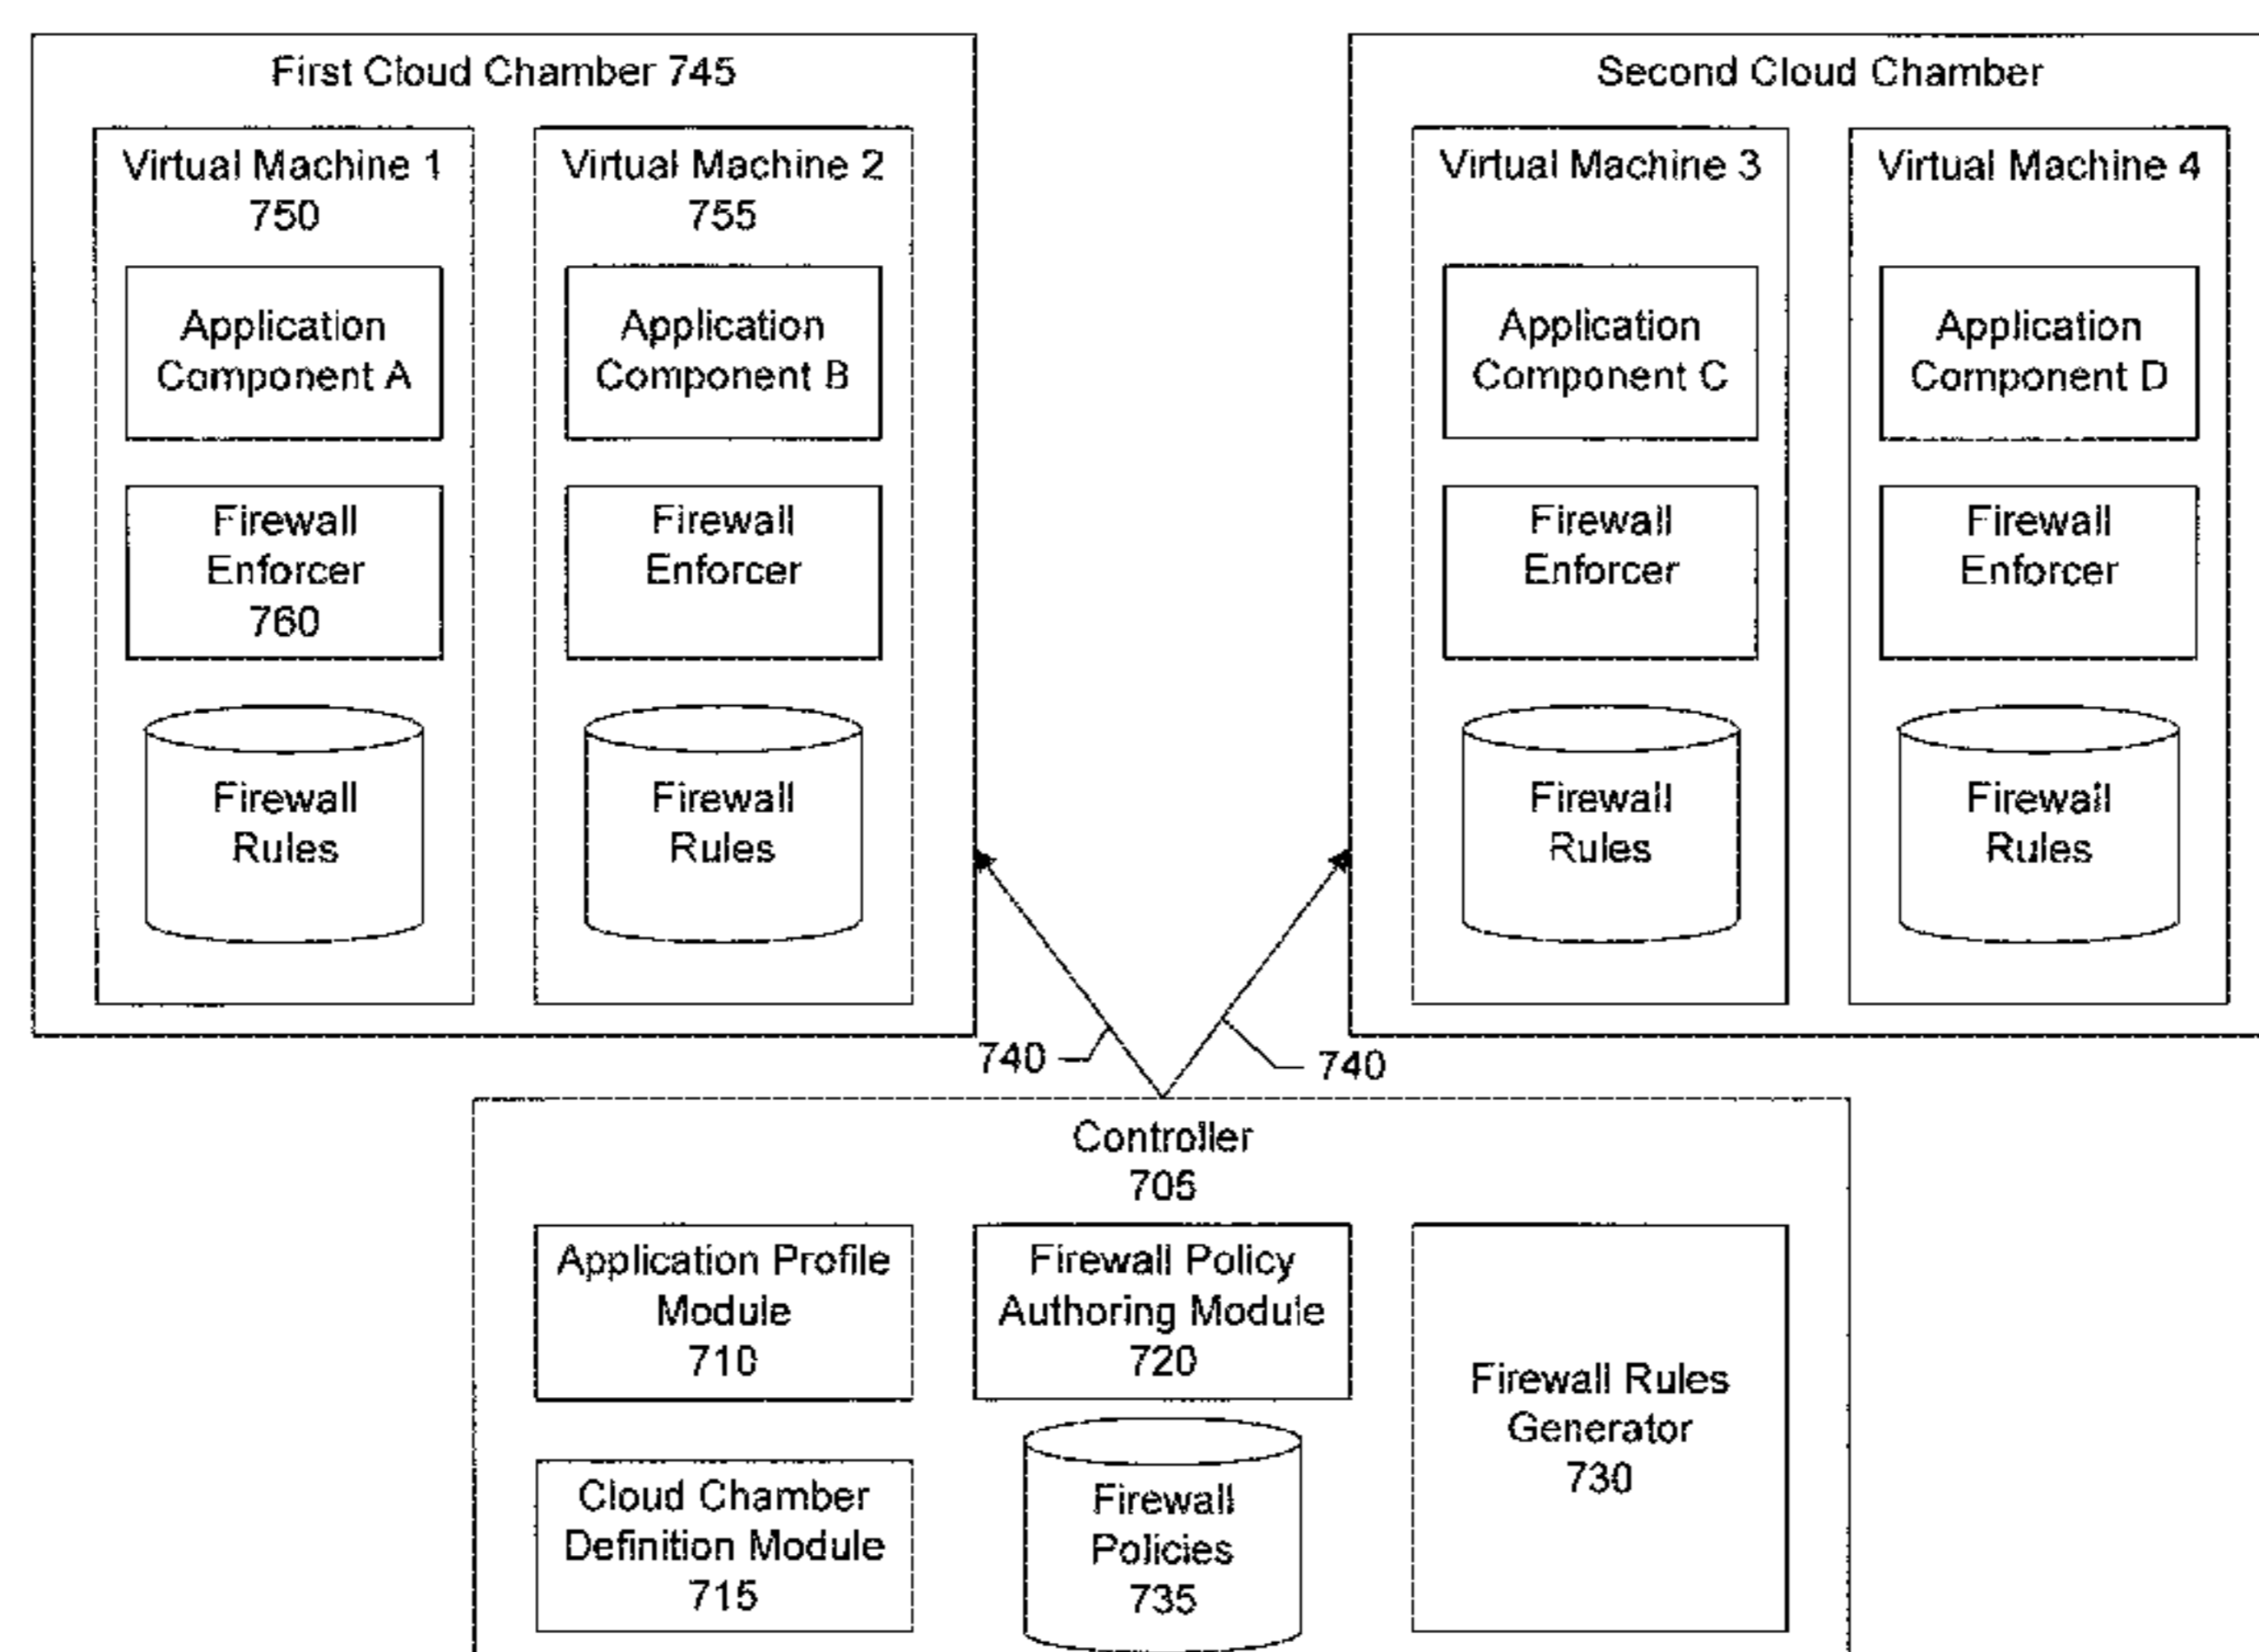 First Cloud Chamber 745
Virtual Machine 1
750
Application
Component A
Firewall
Enforcer
760
Firewall
Rules
Virtual Machine 2
755
Application
Component B
Firewall
Enforcer
Firewall
Rules
Second Cloud Chamber
Virtual Machine 3
Application
Component C
Firewall
Enforcer
Firewall
Rules
Virtual Machine 4
Application
Component D
Firewall
Enforcer
Firewall
Rules
740
740
Controller
705
Application Profile
Module
710
Cloud Chamber
Definition Module
715
Firewall Policy
Authoring Module
720
Firewall
Policies
735
Firewall Rules
Generator
730